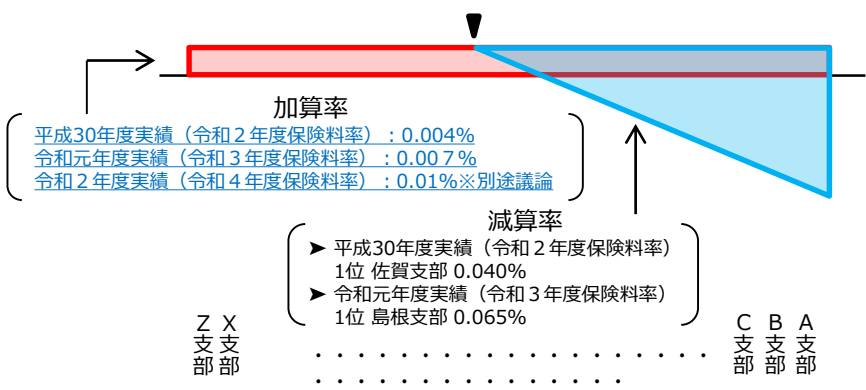 加算率
平成30年度実績（令和２年度保険料率）：0.004%
令和元年度実績（令和３年度保険料率）：0.00７％
令和２年度実績（令和４年度保険料率）：0.01%※別途議論
減算率
➤ 平成30年度実績（令和２年度保険料率）
1位 佐賀支部 0.040%
➤ 令和元年度実績（令和３年度保険料率）
1位 島根支部 0.065%
Z支部
X支部
・・・・・・・・・・・・・・・・・・・・
・・・・・・・・・・・・・・・・
C支部
B支部
A支部